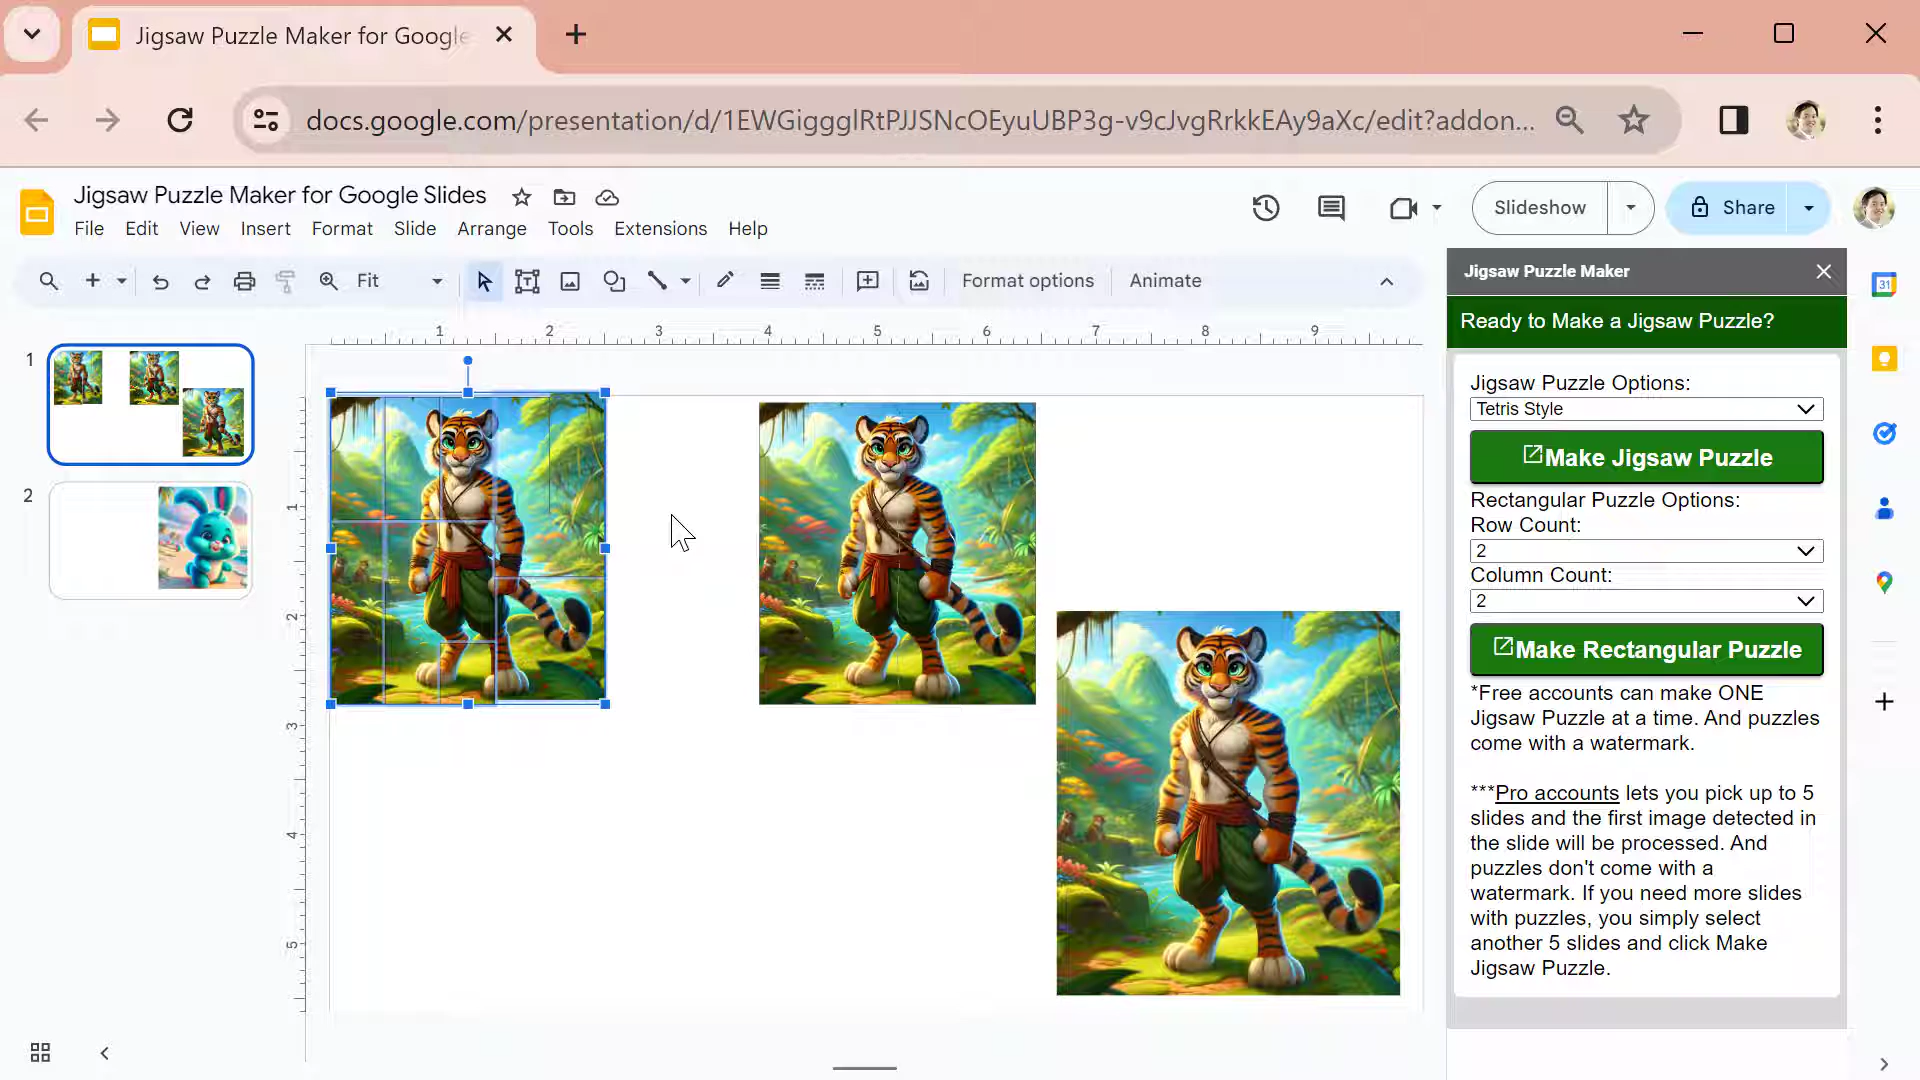 Jigsaw Puzzle Maker for Google
docs.google.com/presentation/d/1EWGiggglRtPJJSNcOEyuUBP3g-v9cJvgRrkkEAy9aXc/edit?addon...
Jigsaw Puzzle Maker for Google Slides
File Edit View Insert Format Slide Arrange Tools Extensions Help
Slideshow
Share
Fit
Format options
Animate
1 2 3 4 5 6 7 8 9
1
2
3
4
5
1
2
Jigsaw Puzzle Maker
Ready to Make a Jigsaw Puzzle?
Jigsaw Puzzle Options:
Tetris Style
Make Jigsaw Puzzle
Rectangular Puzzle Options:
Row Count:
2
Column Count:
2
Make Rectangular Puzzle
*Free accounts can make ONE
Jigsaw Puzzle at a time. And puzzles
come with a watermark.
***Pro accounts lets you pick up to 5
slides and the first image detected in
the slide will be processed. And
puzzles don't come with a
watermark. If you need more slides
with puzzles, you simply select
another 5 slides and click Make
Jigsaw Puzzle.
31